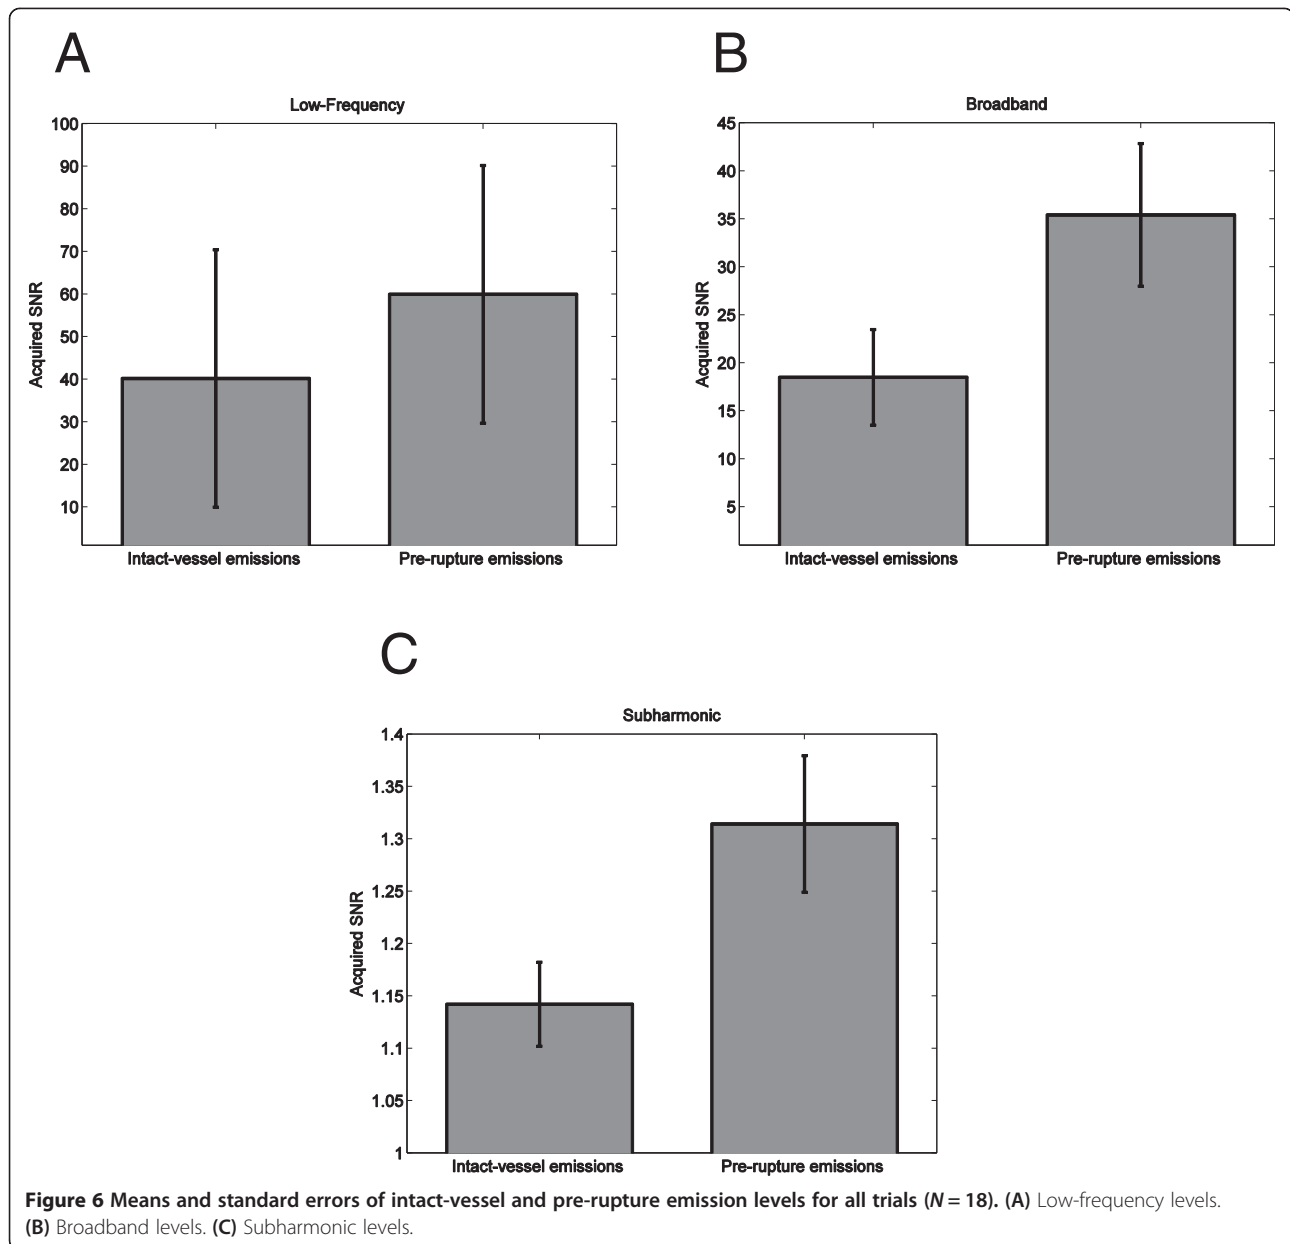 A
Low-Frequency
100
90
80
70
60
50
40
30
20
10
Acquired SNR
Intact-vessel emissions
Pre-rupture emissions
B
Broadband
45
40
35
30
25
20
15
10
5
Acquired SNR
Intact-vessel emissions
Pre-rupture emissions
C
Subharmonic
1.4
1.35
1.3
1.25
1.2
1.15
1.1
1.05
1
Acquired SNR
Intact-vessel emissions
Pre-rupture emissions
Figure 6 Means and standard errors of intact-vessel and pre-rupture emission levels for all trials (N = 18). (A) Low-frequency levels.
(B) Broadband levels. (C) Subharmonic levels.